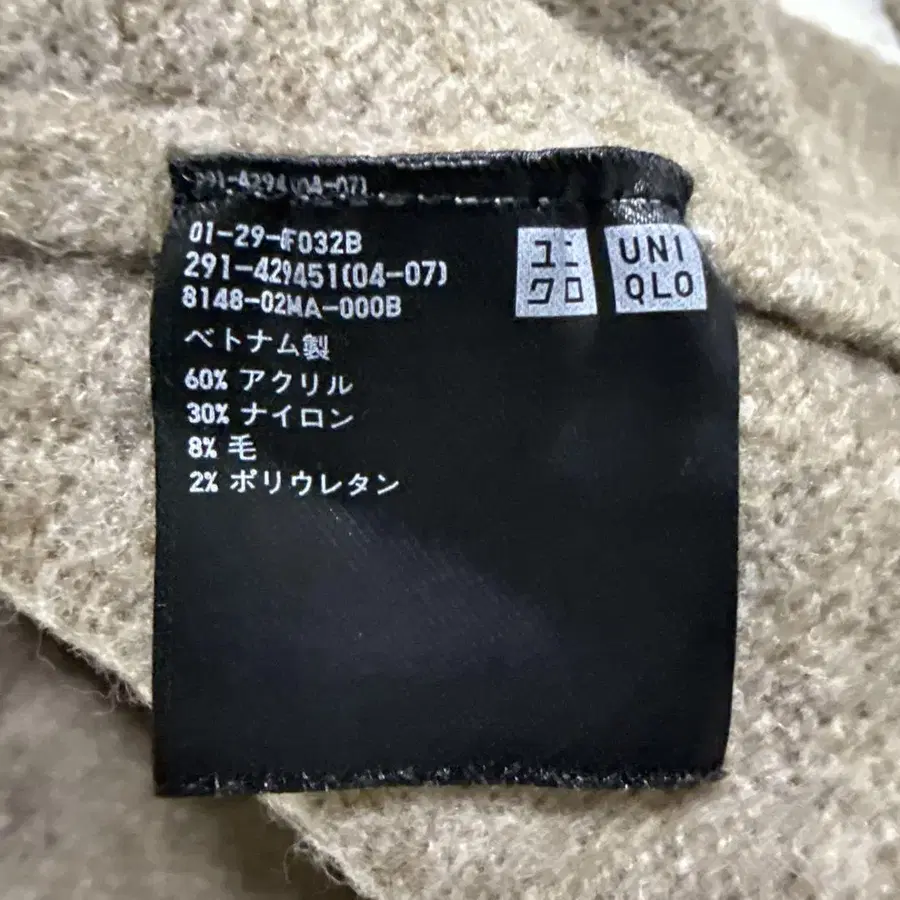 291-4294(04-07)
01-29-GF032B
291-429451(04-07)
8148-02MA-000B
ベトナム製
60% アクリル
30% ナイロン
8% 毛
2% ポリウレタン
ユニ
クロ
UNI
QLO